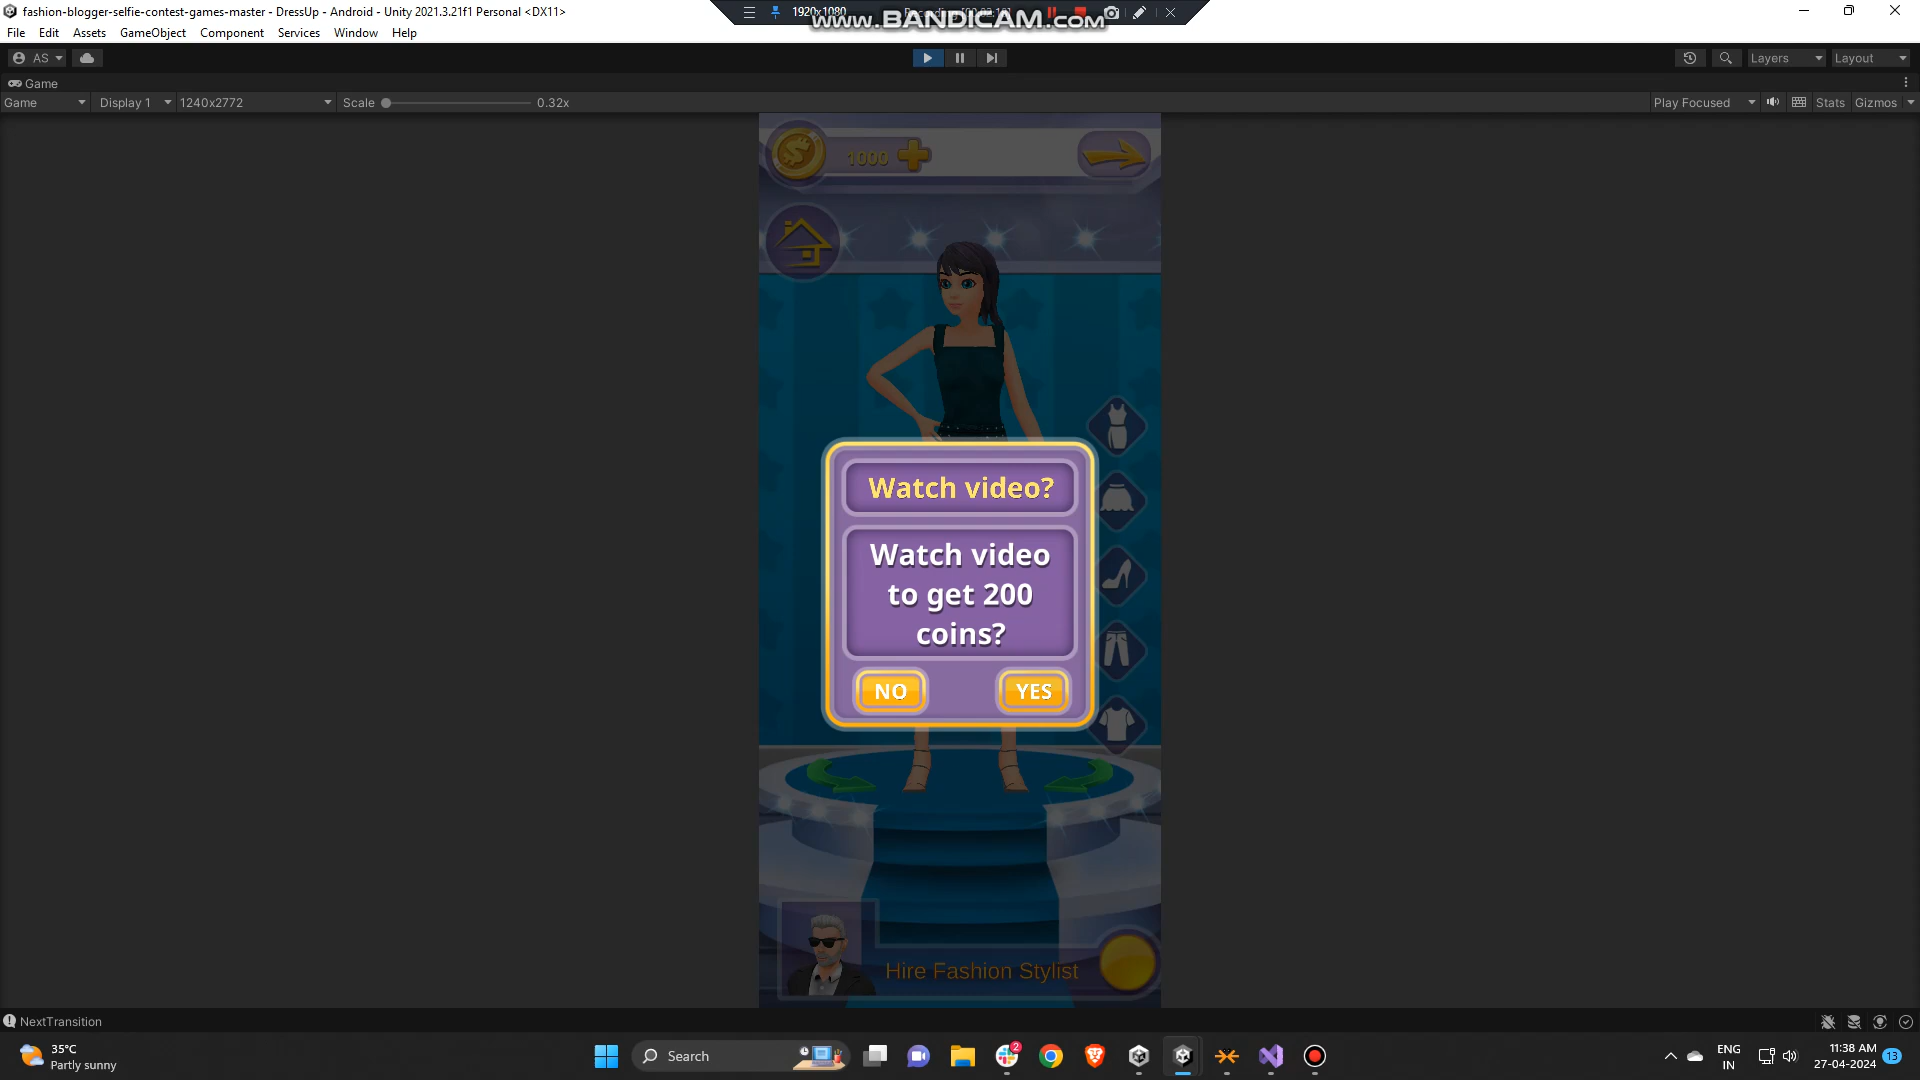 fashion-blogger-selfie-contest-games-master - DressUp - Android - Unity 2021.3.21f1 Personal <DX11>
1920x1080
www.BANDICAM.com
File Edit Assets GameObject Component Services Window Help
AS
Layers
Layout
Game
Game
Display 1
1240x2772
Scale
0.32x
Play Focused
Stats
Gizmos
1000
Watch video?
Watch video
to get 200
coins?
NO
YES
Hire Fashion Stylist
NextTransition
35°C
Partly sunny
Search
2
ENG
IN
11:38 AM
27-04-2024
13